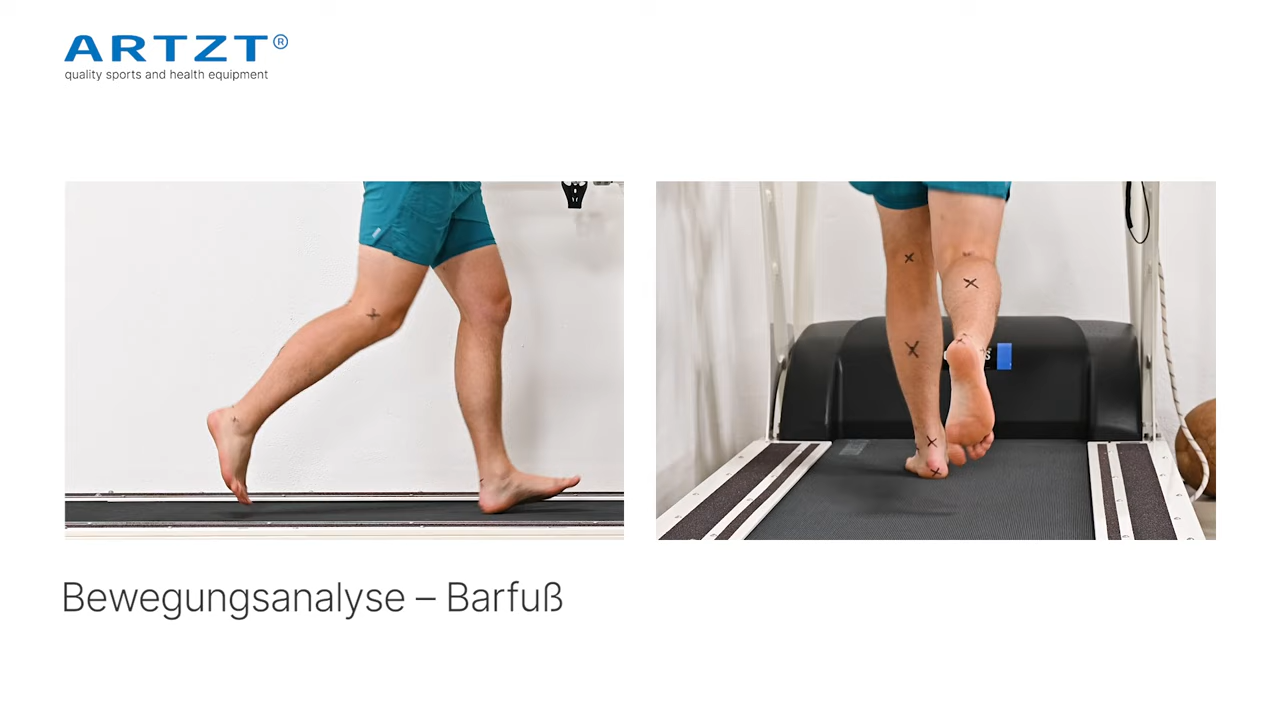 ARTZT®
quality sports and health equipment
Bewegungsanalyse – Barfuß